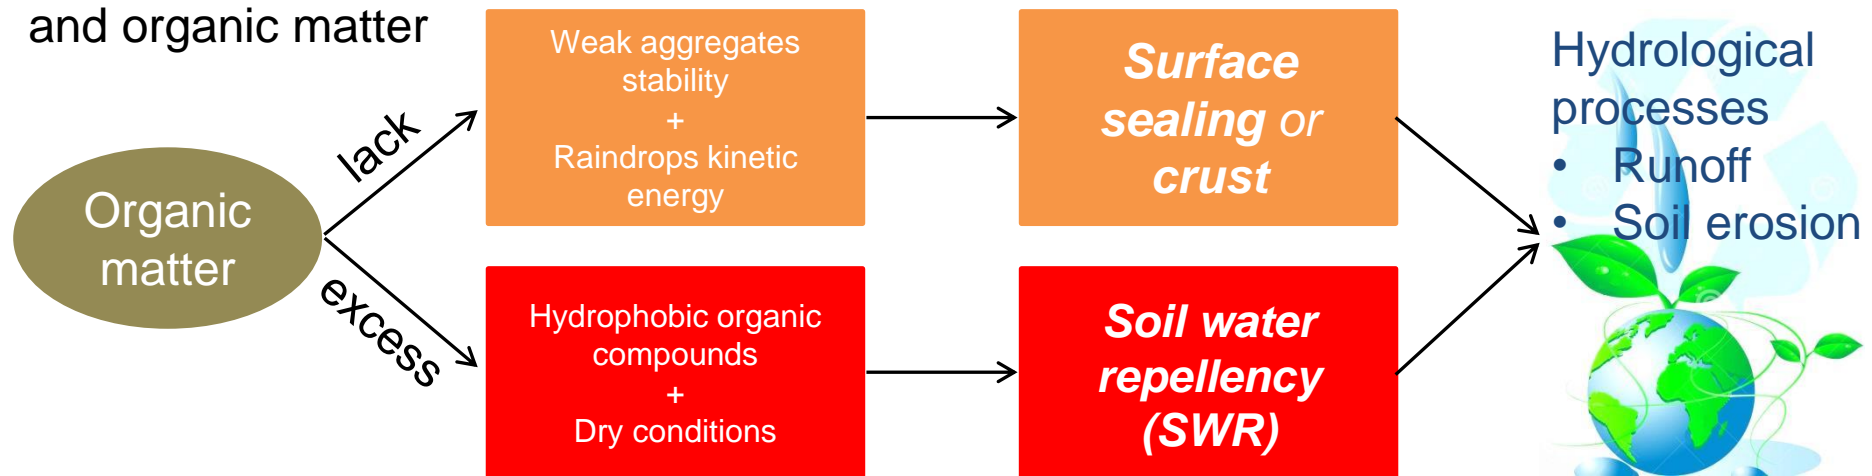 and organic matter
Organic
matter
lack
excess
Weak aggregates
stability
+
Raindrops kinetic
energy
Surface
sealing or
crust
Hydrophobic organic
compounds
+
Dry conditions
Soil water
repellency
(SWR)
Hydrological
processes
• Runoff
• Soil erosion